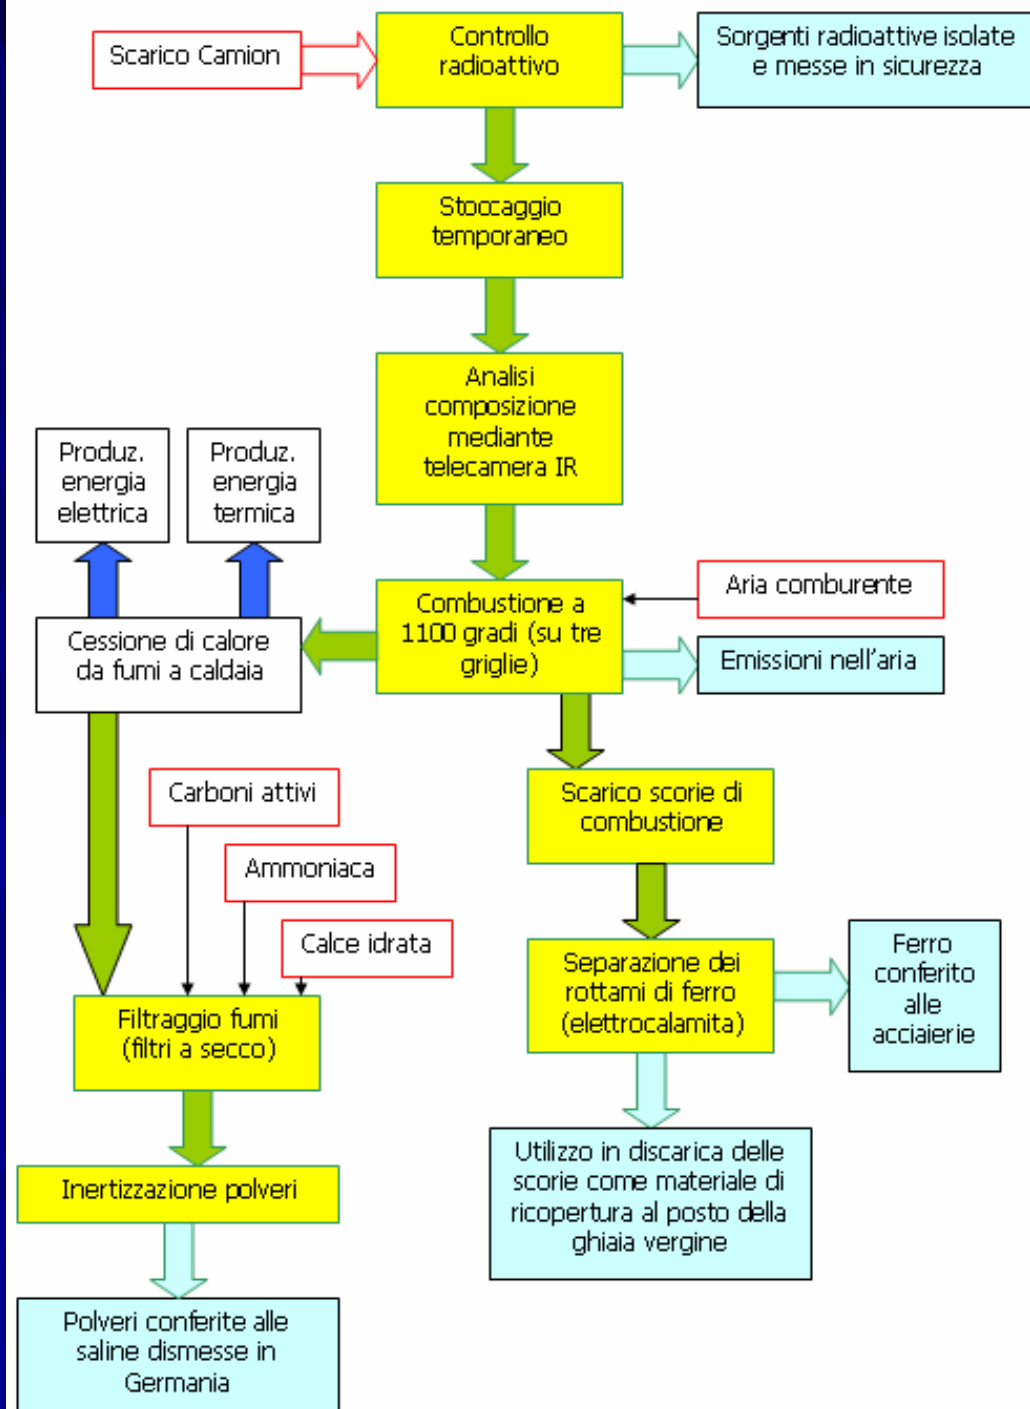 Scarico Camion
Controllo
radioattivo
Sorgenti radioattive isolate
e messe in sicurezza
Stoccaggio
temporaneo
Analisi
composizione
mediante
telecamera IR
Produz.
energia
elettrica
Produz.
energia
termica
Combustione a
1100 gradi (su tre
griglie)
Aria comburente
Cessione di calore
da fumi a caldaia
Emissioni nell'aria
Carboni attivi
Scarico scorie di
combustione
Ammoniaca
Calce idrata
Separazione dei
rottami di ferro
(elettrocalamita)
Ferro
conferito
alle
acciaierie
Filtraggio fumi
(filtri a secco)
Utilizzo in discarica delle
scorie come materiale di
ricopertura al posto della
ghiaia vergine
Inertizzazione polveri
Polveri conferite alle
saline dismesse in
Germania